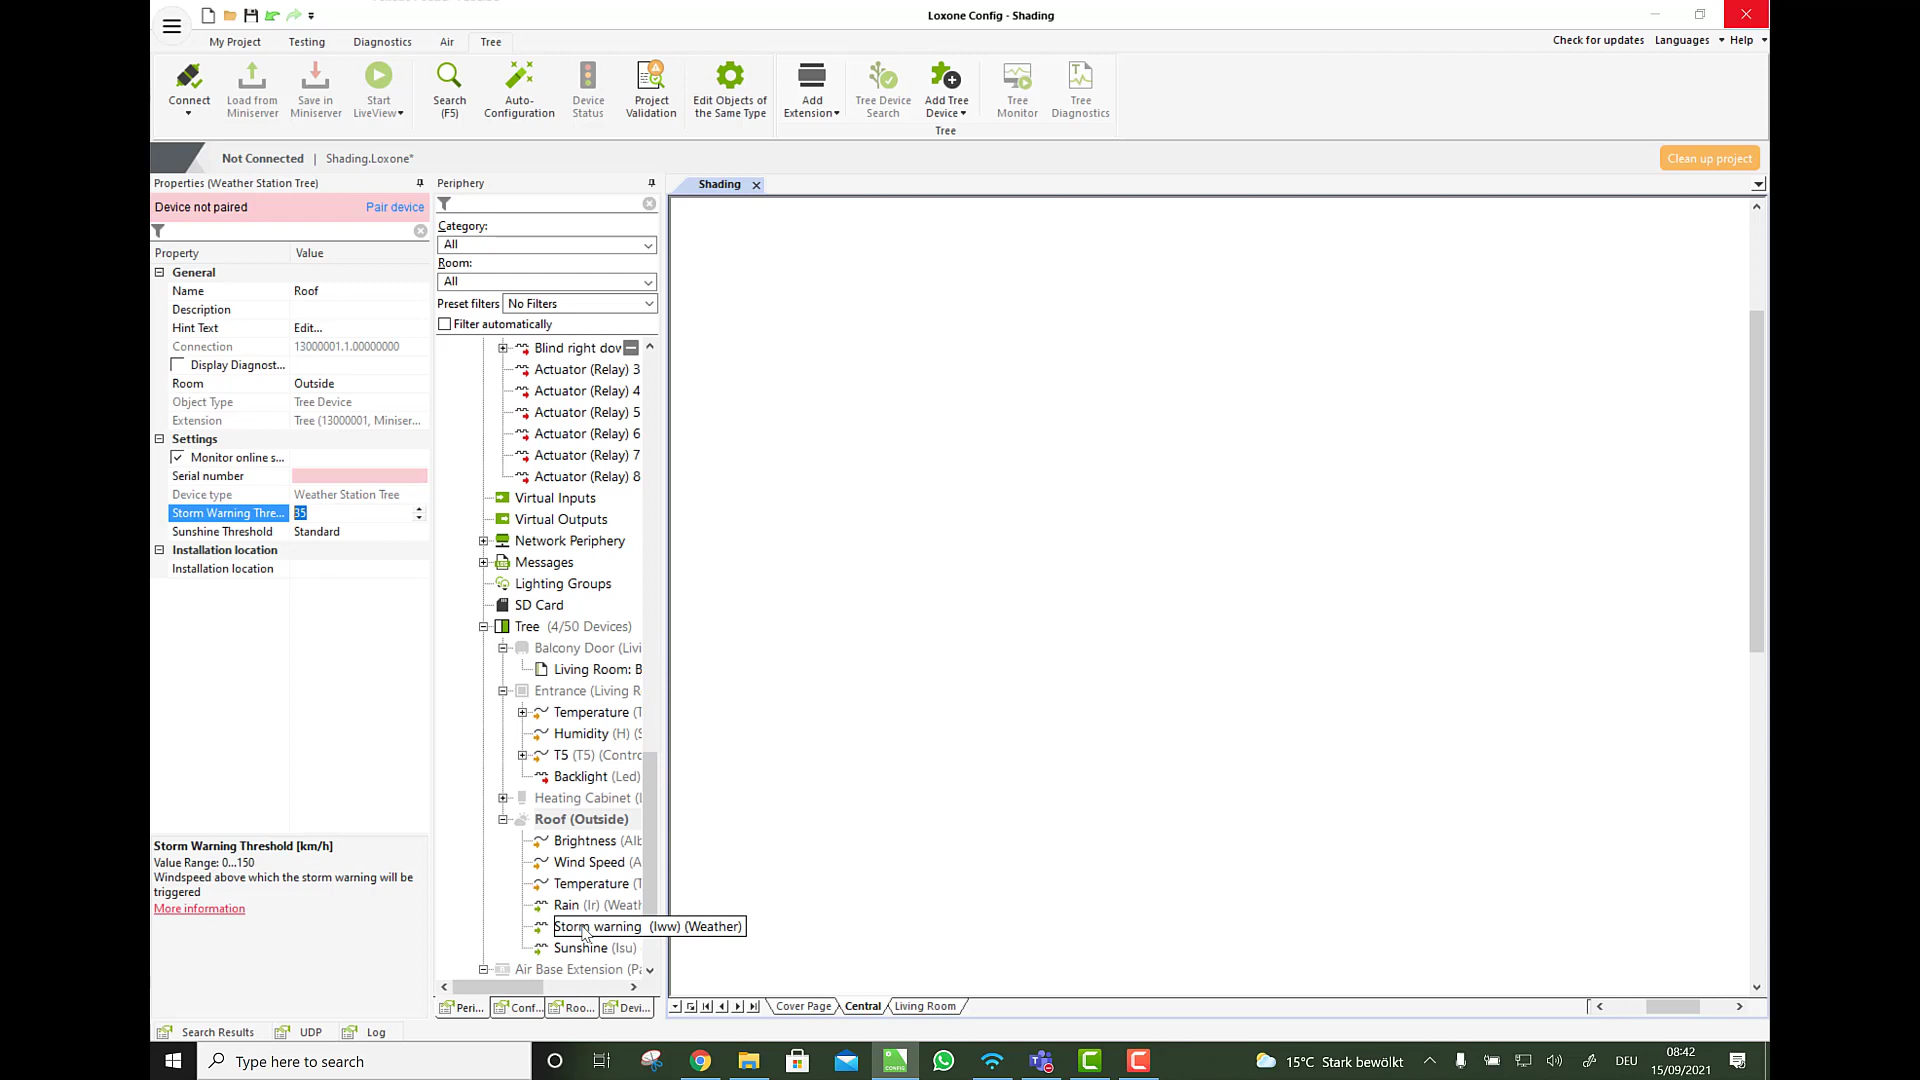 Loxone Config - Shading
My Project Testing Diagnostics Air Tree
Check for updates Languages Help
Connect
Load from Miniserver
Save in Miniserver
Start LiveView
Search (F5)
Auto-Configuration
Device Status
Project Validation
Edit Objects of the Same Type
Add Extension
Tree Device Search
Add Tree Device
Tree Monitor
Tree Diagnostics
Tree
Not Connected | Shading.Loxone*
Clean up project
Properties (Weather Station Tree)
Device not paired Pair device
Property Value
General
Name Roof
Description
Hint Text Edit...
Connection 13000001.1.00000000
Display Diagnost...
Room Outside
Object Type Tree Device
Extension Tree (13000001, Miniser...
Settings
Monitor online s...
Serial number
Device type Weather Station Tree
Storm Warning Thre... 35
Sunshine Threshold Standard
Installation location
Installation location
Storm Warning Threshold [km/h]
Value Range: 0...150
Windspeed above which the storm warning will be
triggered
More information
Periphery
Category:
All
Room:
All
Preset filters No Filters
Filter automatically
Blind right dov
Actuator (Relay) 3
Actuator (Relay) 4
Actuator (Relay) 5
Actuator (Relay) 6
Actuator (Relay) 7
Actuator (Relay) 8
Virtual Inputs
Virtual Outputs
Network Periphery
Messages
Lighting Groups
SD Card
Tree (4/50 Devices)
Balcony Door (Livi
Living Room: B
Entrance (Living R
Temperature (T
Humidity (H) (S
T5 (T5) (Contro
Backlight (Led)
Heating Cabinet (l
Roof (Outside)
Brightness (Alb
Wind Speed (A
Temperature (T
Rain (Ir) (Weath
Storm warning (Iww) (Weather)
Sunshine (Isu)
Air Base Extension (Pa
Peri... Conf... Roo... Devi...
Shading
Cover Page Central Living Room
Search Results UDP Log
Type here to search
CONFIG
15°C Stark bewölkt
DEU
08:42
15/09/2021